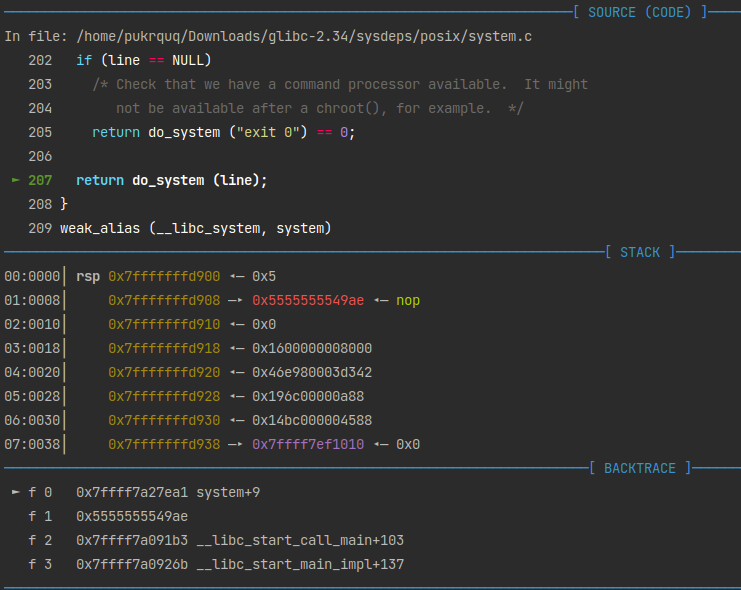 [ SOURCE (CODE) ]
In file: /home/pukrquq/Downloads/glibc-2.34/sysdeps/posix/system.c
202   if (line == NULL)
203     /* Check that we have a command processor available.  It might
204        not be available after a chroot(), for example.  */
205     return do_system ("exit 0") == 0;
206
► 207   return do_system (line);
208 }
209 weak_alias (__libc_system, system)
[ STACK ]
00:0000│ rsp 0x7fffffffd900 ◂— 0x5
01:0008│     0x7fffffffd908 —▸ 0x5555555549ae ◂— nop
02:0010│     0x7fffffffd910 ◂— 0x0
03:0018│     0x7fffffffd918 ◂— 0x1600000008000
04:0020│     0x7fffffffd920 ◂— 0x46e980003d342
05:0028│     0x7fffffffd928 ◂— 0x196c00000a88
06:0030│     0x7fffffffd930 ◂— 0x14bc000004588
07:0038│     0x7fffffffd938 —▸ 0x7ffff7ef1010 ◂— 0x0
[ BACKTRACE ]
► f 0   0x7ffff7a27ea1 system+9
f 1   0x5555555549ae
f 2   0x7ffff7a091b3 __libc_start_call_main+103
f 3   0x7ffff7a0926b __libc_start_main_impl+137